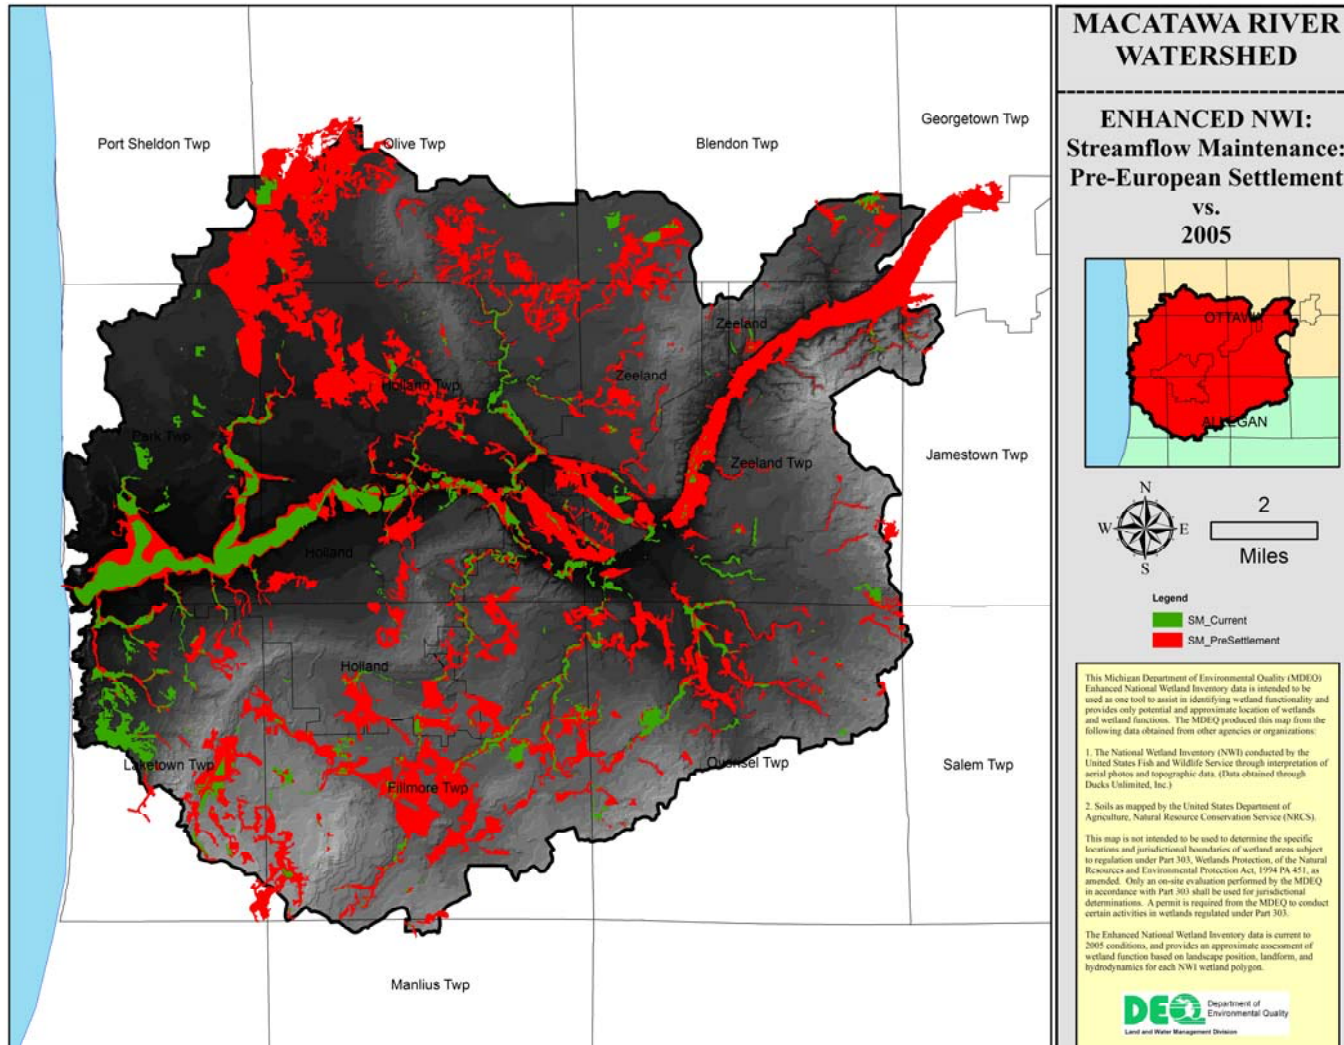 MACATAWA RIVER
WATERSHED
ENHANCED NWI:
Streamflow Maintenance:
Pre-European Settlement
vs.
2005
Port Sheldon Twp
Olive Twp
Blendon Twp
Georgetown Twp
Zeeland
Zeeland
Holland Twp
Park Twp
Zeeland Twp
Jamestown Twp
Holland
Holland
Laketown Twp
Fillmore Twp
Overisel Twp
Salem Twp
Manlius Twp
OTTAWA
ALLEGAN
N
W E
S
2
Miles
Legend
SM_Current
SM_PreSettlement
This Michigan Department of Environmental Quality (MDEQ)
Enhanced National Wetland Inventory data is intended to be
used as one tool to assist in identifying wetland functionality and
provides only potential and approximate location of wetlands
and wetland functions. The MDEQ produced this map from the
following data obtained from other agencies or organizations:
1. The National Wetland Inventory (NWI) conducted by the
United States Fish and Wildlife Service through interpretation of
aerial photos and topographic data. (Data obtained through
Ducks Unlimited, Inc.)
2. Soils as mapped by the United States Department of
Agriculture, Natural Resource Conservation Service (NRCS).
This map is not intended to be used to determine the specific
locations and jurisdictional boundaries of wetland areas subject
to regulation under Part 303, Wetlands Protection, of the Natural
Resources and Environmental Protection Act, 1994 PA 451, as
amended. Only an on-site evaluation performed by the MDEQ
in accordance with Part 303 shall be used for jurisdictional
determinations. A permit is required from the MDEQ to conduct
certain activities in wetlands regulated under Part 303.
The Enhanced National Wetland Inventory data is current to
2005 conditions, and provides an approximate assessment of
wetland function based on landscape position, landform, and
hydrodynamics for each NWI wetland polygon.
DEQ
Department of
Environmental Quality
Land and Water Management Division